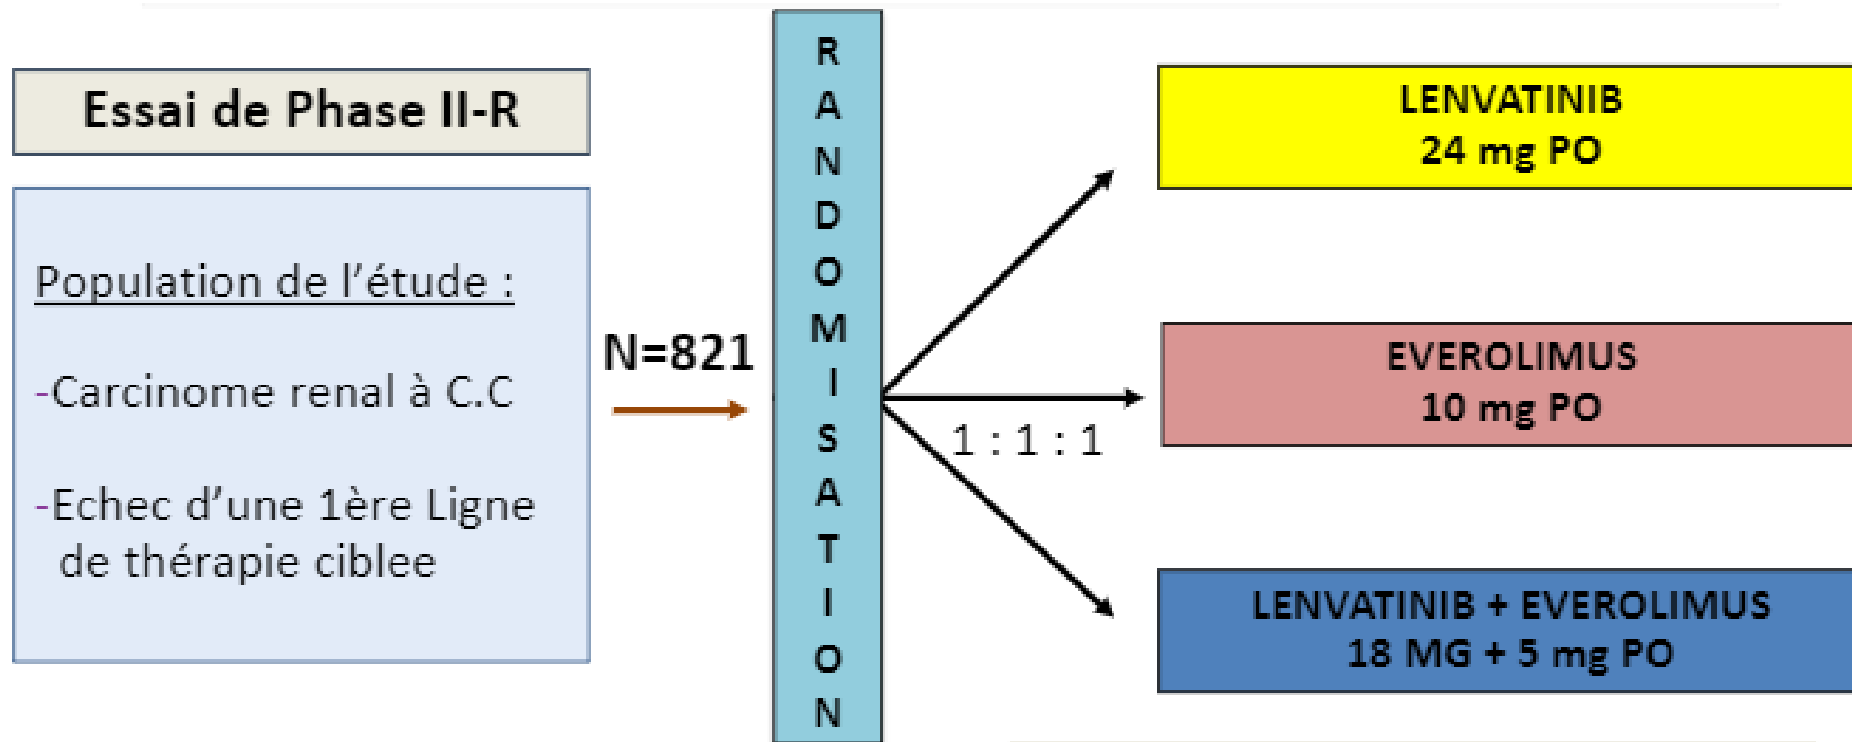 Essai de Phase II-R
Population de l'étude :
-Carcinome renal à C.C
-Echec d'une 1ère Ligne
de thérapie ciblee
N=821
RANDOMISATION
1 : 1 : 1
LENVATINIB
24 mg PO
EVEROLIMUS
10 mg PO
LENVATINIB + EVEROLIMUS
18 MG + 5 mg PO